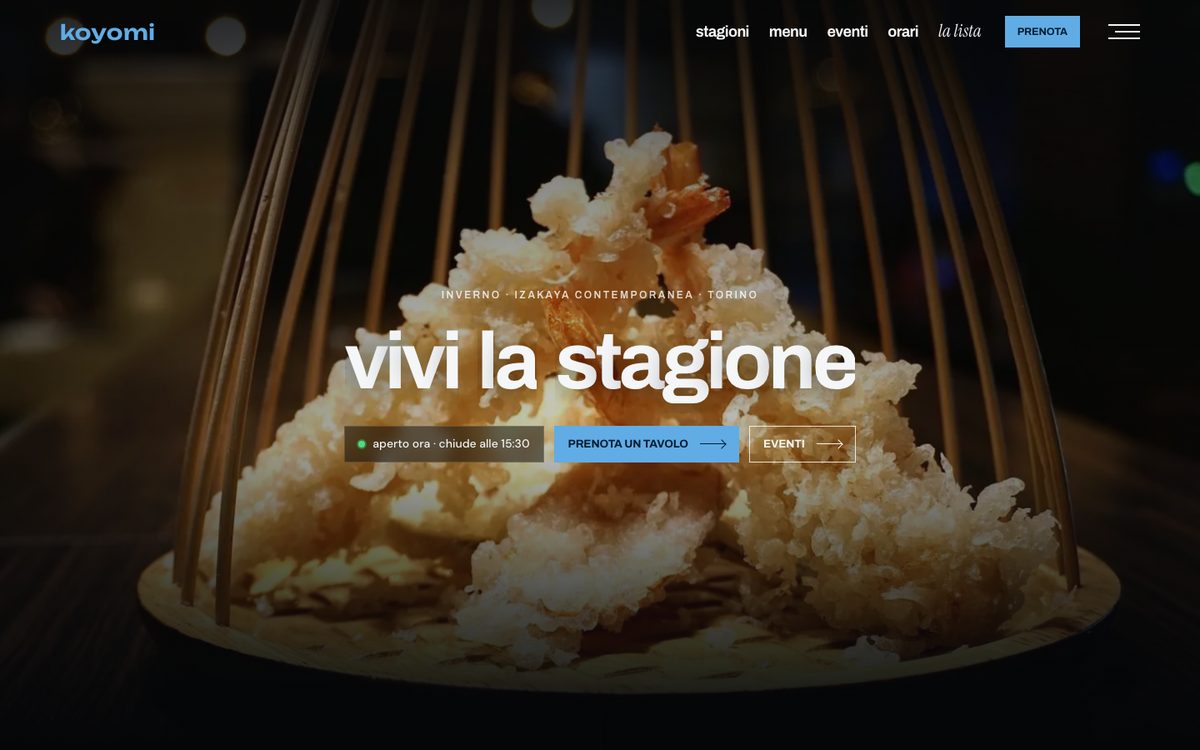 koyomi
stagioni menu eventi orari la lista PRENOTA
INVERNO · IZAKAYA CONTEMPORANEA · TORINO
vivi la stagione
aperto ora · chiude alle 15:30 PRENOTA UN TAVOLO EVENTI